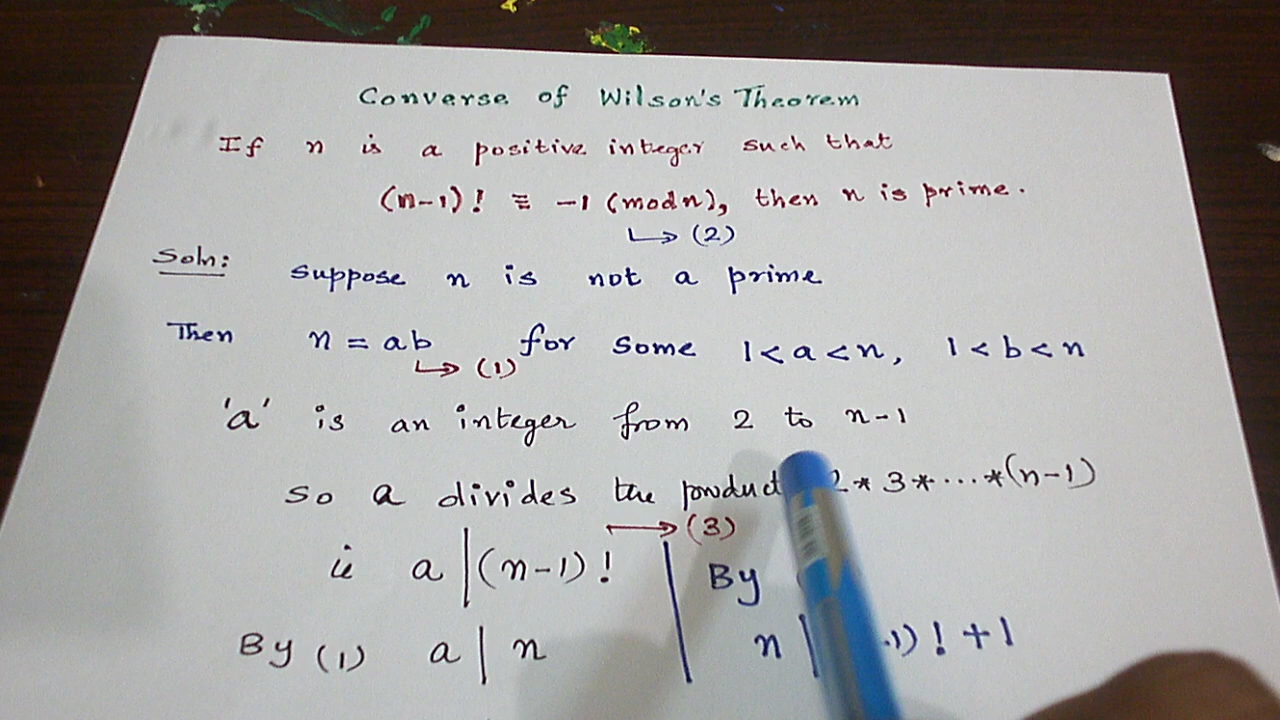 Converse of Wilson's Theorem
If n is a positive integer such that
(n-1)! ≡ -1 (mod n), then n is prime.
↳ (2)
Soln: Suppose n is not a prime
Then n = ab for some 1<a<n, 1<b<n
↳ (1)
'a' is an integer from 2 to n-1
So a divides the product 2*3*...*(n-1)
→ (3)
ie a | (n-1)! By
By (1) a | n n | 1)! +1